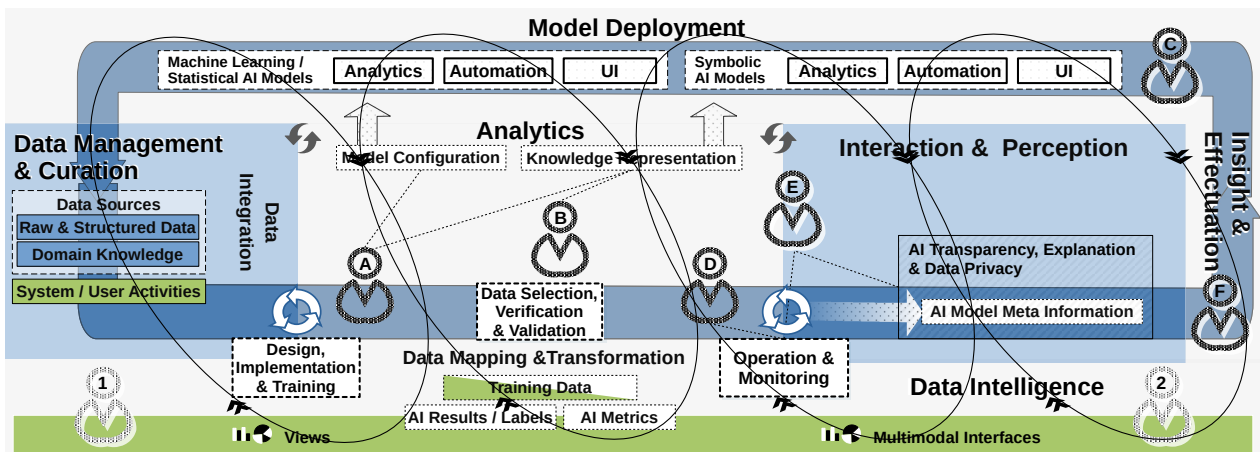 Model Deployment
C
Machine Learning /
Statistical AI Models
Analytics
Automation
UI
Symbolic
AI Models
Analytics
Automation
UI
Data Management
& Curation
Analytics
Interaction & Perception
Insight &
Effectuation
Model Configuration
Knowledge Representation
Data
Integration
Data Sources
Raw & Structured Data
Domain Knowledge
System / User Activities
A
B
D
E
F
AI Transparency, Explanation
& Data Privacy
AI Model Meta Information
Data Selection,
Verification
& Validation
Design,
Implementation
& Training
Data Mapping &Transformation
Training Data
AI Results / Labels
AI Metrics
Operation &
Monitoring
Data Intelligence
1
2
Views
Multimodal Interfaces